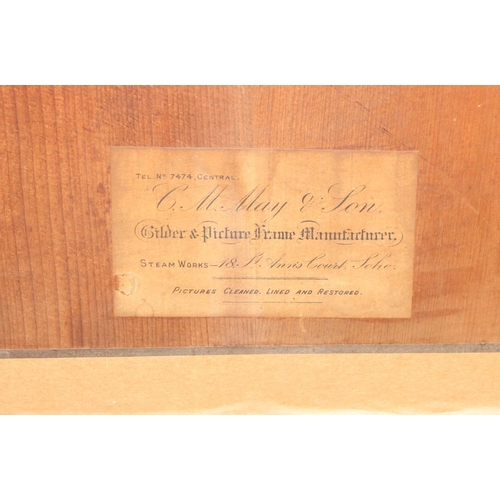 Tel. No 7474, Central.
C. M. May & Son,
Gilder & Picture Frame Manufacturer,
Steam Works — 18 St. Ann's Court, Soho.
Pictures Cleaned, Lined and Restored.